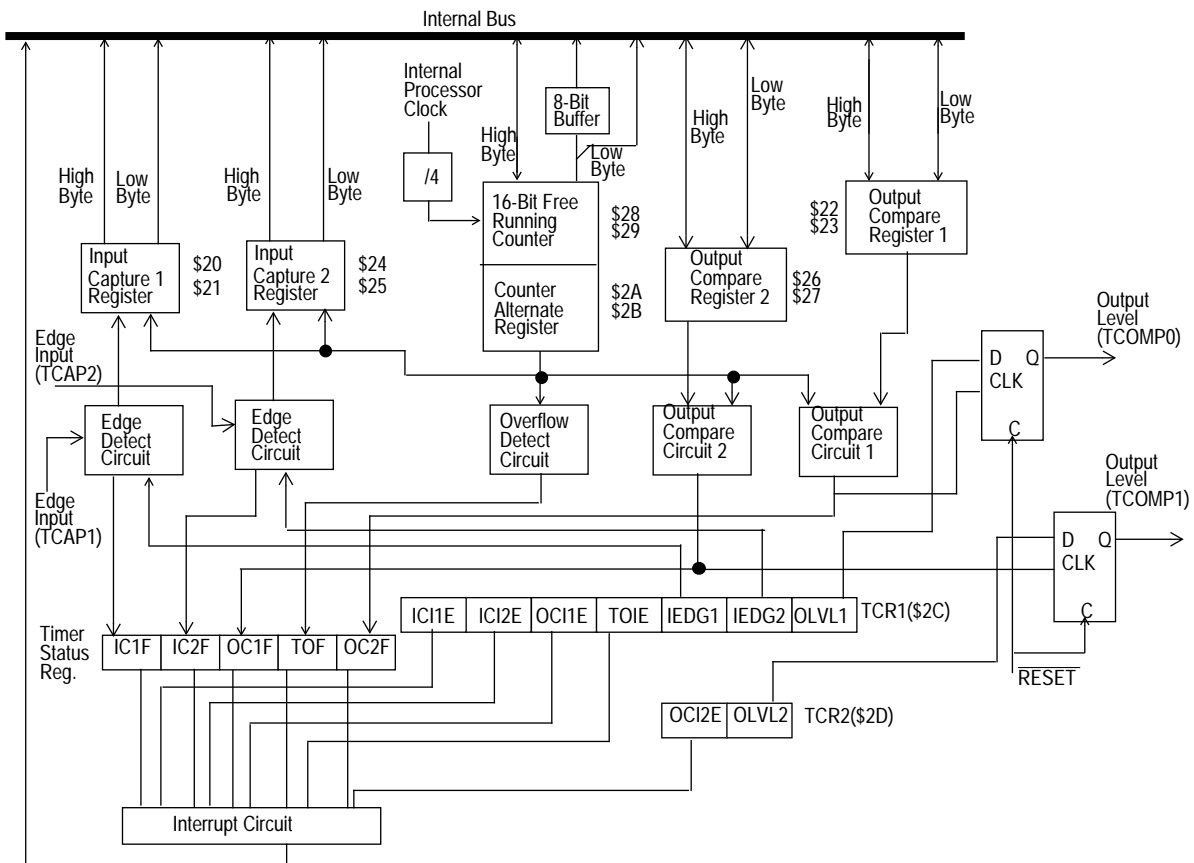 Internal Bus
High
Byte
Low
Byte
High
Byte
Low
Byte
Internal
Processor
Clock
/4
High
Byte
8-Bit
Buffer
Low
Byte
High
Byte
Low
Byte
High
Byte
Low
Byte
Input
Capture 1
Register
$20
$21
Input
Capture 2
Register
$24
$25
16-Bit Free
Running
Counter
$28
$29
Counter
Alternate
Register
$2A
$2B
Output
Compare
Register 2
$26
$27
$22
$23
Output
Compare
Register 1
Edge
Input
(TCAP2)
Edge
Detect
Circuit
Edge
Detect
Circuit
Overflow
Detect
Circuit
Output
Compare
Circuit 2
Output
Compare
Circuit 1
D Q
CLK
C
Output
Level
(TCOMP0)
Edge
Input
(TCAP1)
D Q
CLK
C
Output
Level
(TCOMP1)
RESET
ICI1E ICI2E OCI1E TOIE IEDG1 IEDG2 OLVL1 TCR1($2C)
Timer
Status
Reg.
IC1F IC2F OC1F TOF OC2F
OCI2E OLVL2 TCR2($2D)
Interrupt Circuit